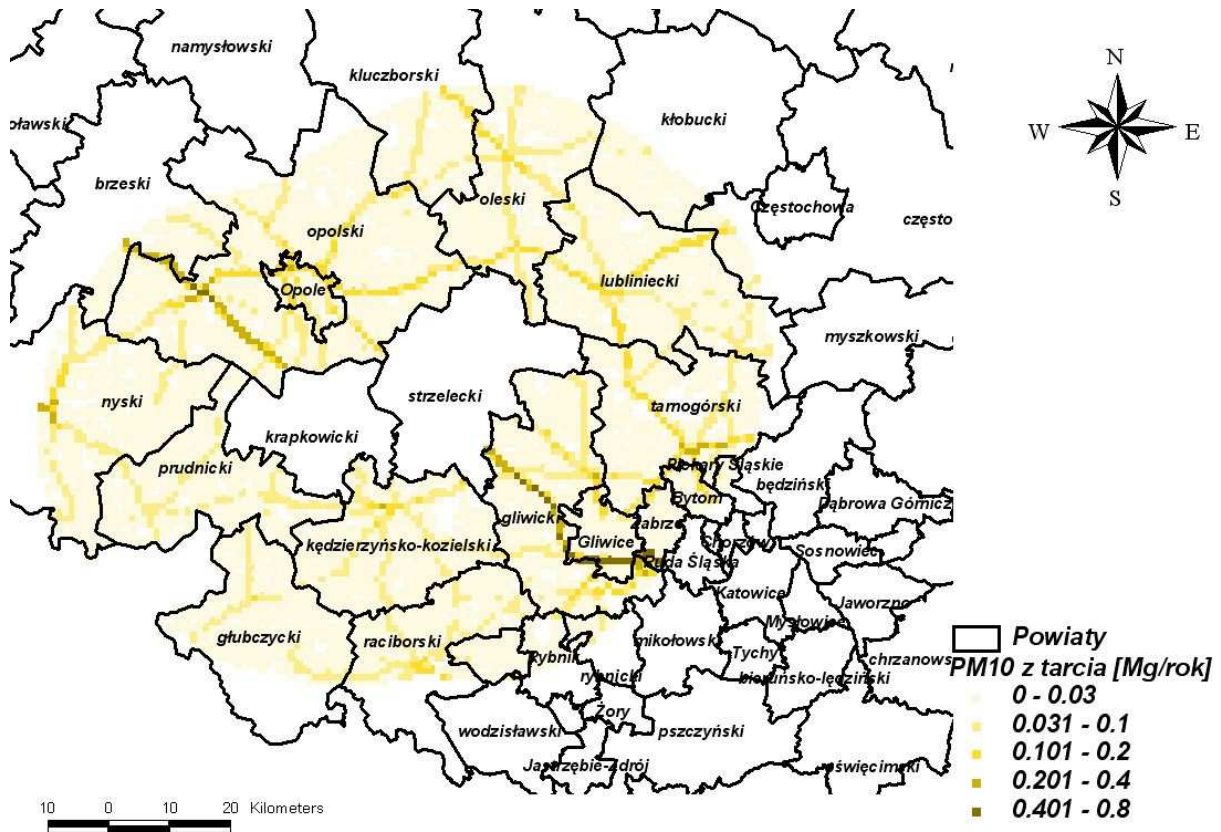 namysłowski
kluczborski
N
kłobucki
oławski
W
E
brzeski
S
oleski
Częstochowa
często
opolski
lubliniecki
Opole
myszkowski
nyski
strzelecki
tarnogórski
krapkowicki
prudnicki
Piekary Śląskie
będziński
Bytom
Dąbrowa Górnicz
gliwicki
Zabrze
Gliwice
Chorzów
kędzierzyńsko-kozielski
Sosnowiec
Ruda Śląska
Katowice
Jaworzno
Mysłowice
głubczycki
raciborski
mikołowski
Tychy
Rybnik
chrzanows
rybnicki
bieruńsko-lędziński
Żory
wodzisławski
pszczyński
Jastrzębie-Zdrój
oświęcimski
Powiaty
PM10 z tarcia [Mg/rok]
0 - 0.03
0.031 - 0.1
0.101 - 0.2
0.201 - 0.4
0.401 - 0.8
10 0 10 20 Kilometers